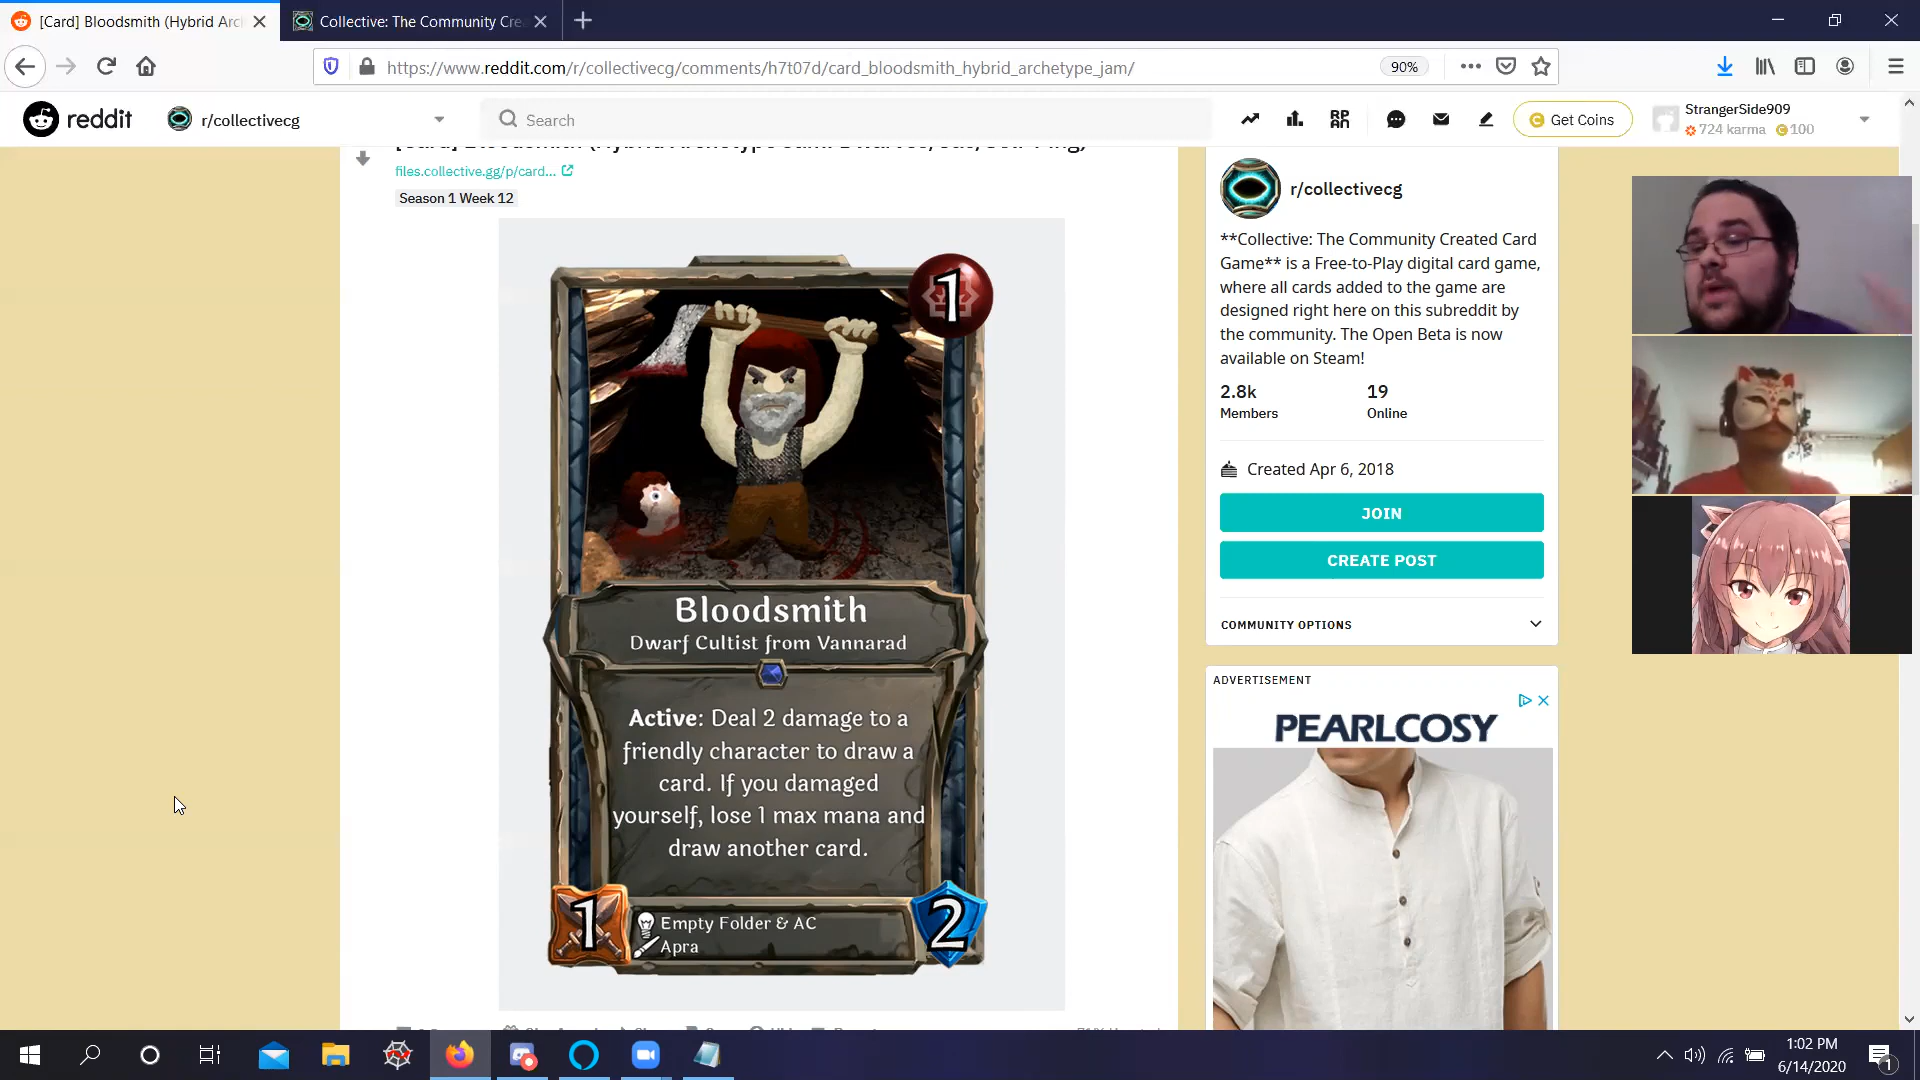 [Card] Bloodsmith (Hybrid Arc
Collective: The Community Cre
https://www.reddit.com/r/collectivecg/comments/h7t07d/card_bloodsmith_hybrid_archetype_jam/
90%
reddit
r/collectivecg
Search
RP
AN
Get Coins
StrangerSide909
724 karma
100
files.collective.gg/p/card...
Season 1 Week 12
1
Bloodsmith
Dwarf Cultist from Vannarad
Active: Deal 2 damage to a
friendly character to draw a
card. If you damaged
yourself, lose 1 max mana and
draw another card.
1
Empty Folder & AC
Apra
2
r/collectivecg
**Collective: The Community Created Card
Game** is a Free-to-Play digital card game,
where all cards added to the game are
designed right here on this subreddit by
the community. The Open Beta is now
available on Steam!
2.8k
Members
19
Online
Created Apr 6, 2018
JOIN
CREATE POST
COMMUNITY OPTIONS
ADVERTISEMENT
PEARLCOSY
1:02 PM
6/14/2020
1